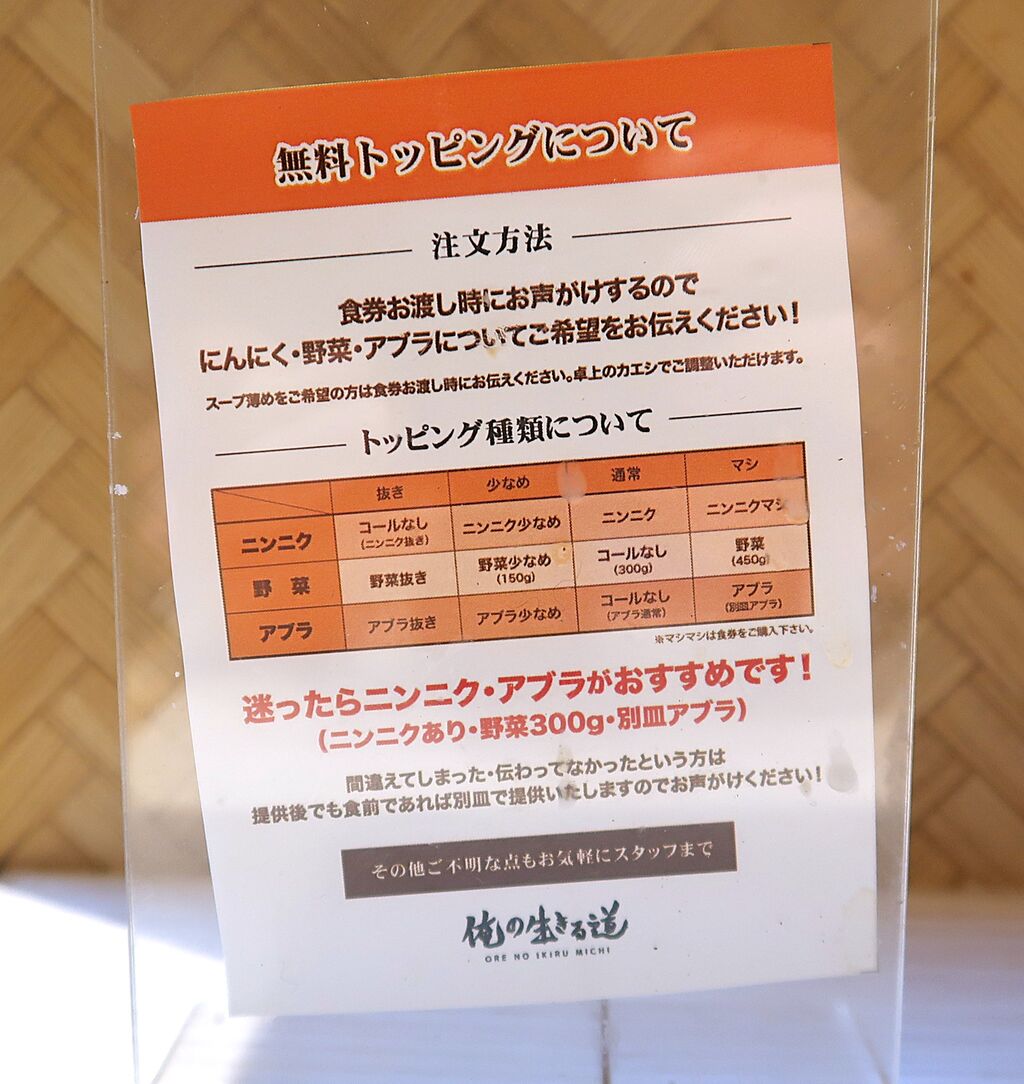 無料トッピングについて
注文方法
食券お渡し時にお声がけするので
にんにく・野菜・アブラについてご希望をお伝えください！
スープ薄めをご希望の方は食券お渡し時にお伝えください。卓上のカエシでご調整いただけます。
トッピング種類について
抜き 少なめ 通常 マシ
ニンニク コールなし (ニンニク抜き) ニンニク少なめ ニンニク ニンニクマシ
野菜 野菜抜き 野菜少なめ (150g) コールなし (300g) 野菜 (450g)
アブラ アブラ抜き アブラ少なめ コールなし (アブラ通常) アブラ (別皿アブラ)
※マシマシは食券をご購入下さい。
迷ったらニンニク・アブラがおすすめです！
(ニンニクあり・野菜300g・別皿アブラ)
間違えてしまった・伝わってなかったという方は
提供後でも食前であれば別皿で提供いたしますのでお声がけください！
その他ご不明な点もお気軽にスタッフまで
俺の生きる道
ORE NO IKIRU MICHI